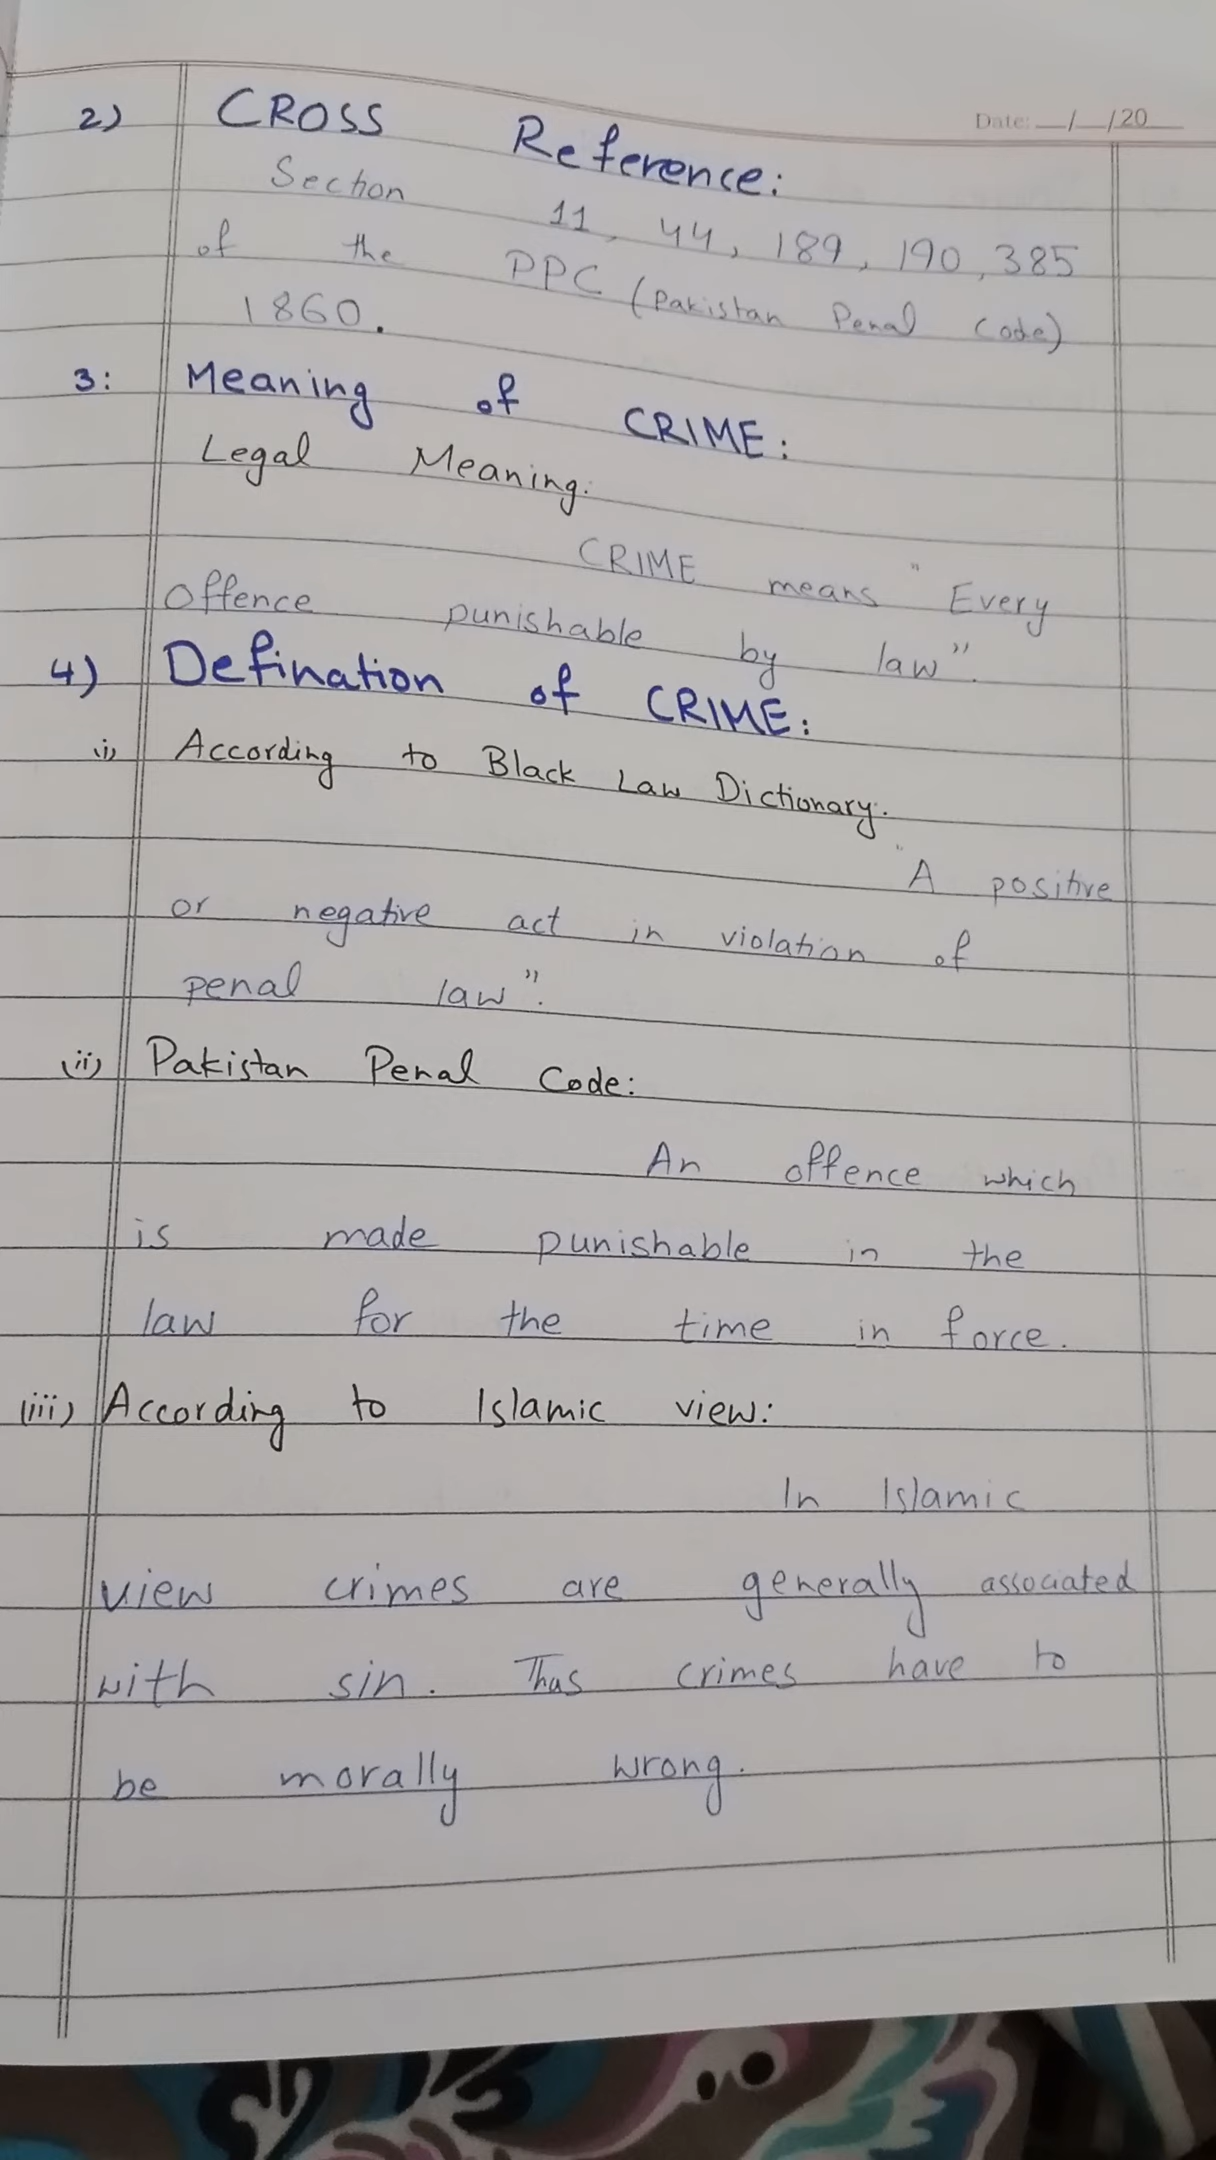 Date: __/__/20__
2) CROSS Reference:
Section 11, 44, 189, 190, 385
of the PPC (Pakistan Penal Code)
1860.
3: Meaning of CRIME:
Legal Meaning:
CRIME means "Every
offence punishable by law".
4) Defination of CRIME:
(i) According to Black Law Dictionary:
"A positive
or negative act in violation of
penal law".
(ii) Pakistan Penal Code:
An offence which
is made punishable in the
law for the time in force.
(iii) According to Islamic view:
In Islamic
view crimes are generally associated
with sin. Thus crimes have to
be morally wrong.